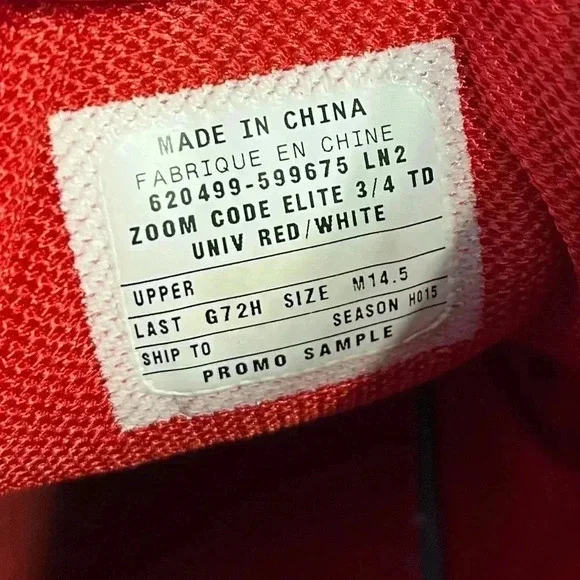 MADE IN CHINA
FABRIQUE EN CHINE
620499-599675 LN2
ZOOM CODE ELITE 3/4 TD
UNIV RED/WHITE
UPPER
LAST G72H SIZE M14.5
SHIP TO SEASON HO15
PROMO SAMPLE